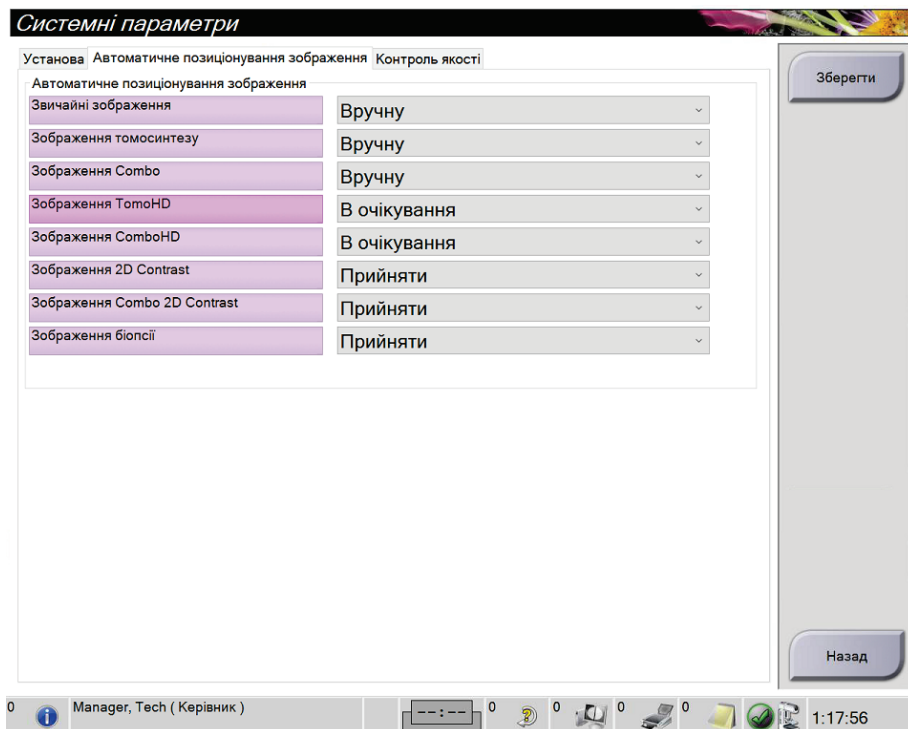 Системні параметри
Установа Автоматичне позиціонування зображення Контроль якості
Зберегти
Автоматичне позиціонування зображення
Звичайні зображення Вручну
Зображення томосинтезу Вручну
Зображення Combo Вручну
Зображення TomoHD В очікування
Зображення ComboHD В очікування
Зображення 2D Contrast Прийняти
Зображення Combo 2D Contrast Прийняти
Зображення біопсії Прийняти
Назад
0 Manager, Tech ( Керівник ) --:-- 0 0 0 0 1:17:56